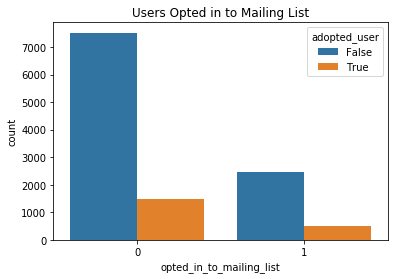 Users Opted in to Mailing List
adopted_user
False
True
count
7000
6000
5000
4000
3000
2000
1000
0
0 1
opted_in_to_mailing_list